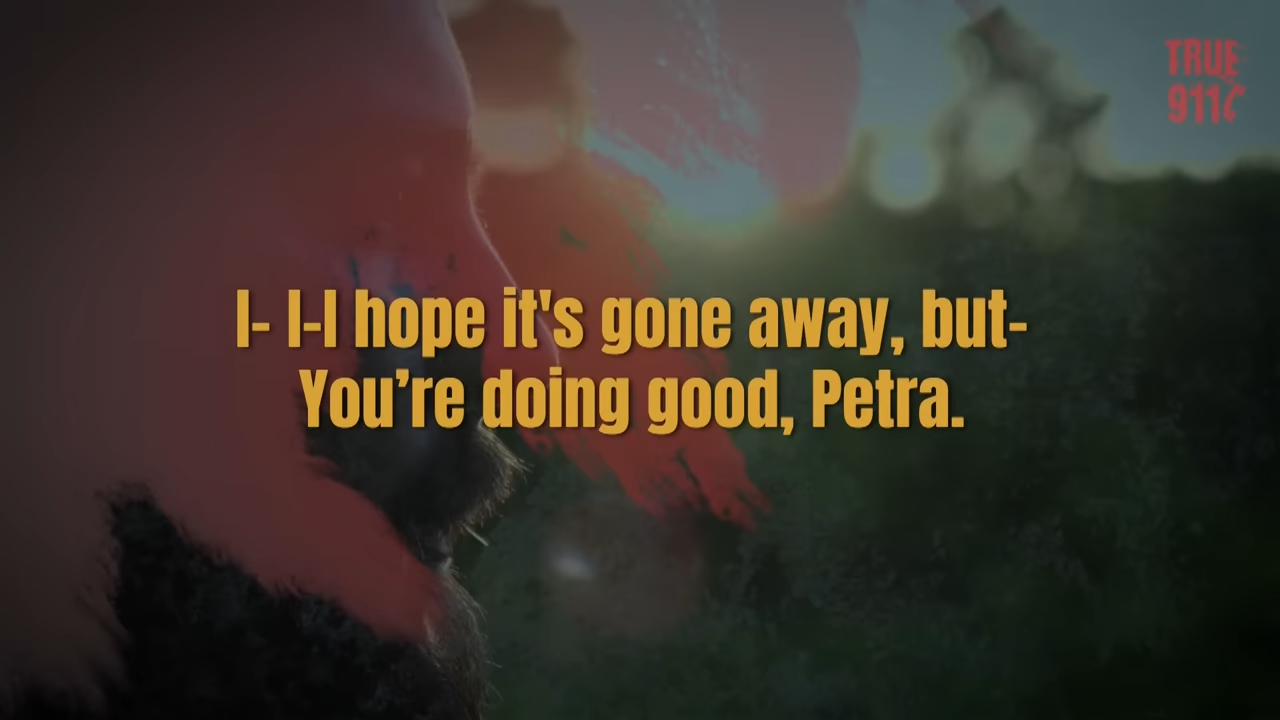 TRUE
911
I- I-I hope it's gone away, but-
You’re doing good, Petra.